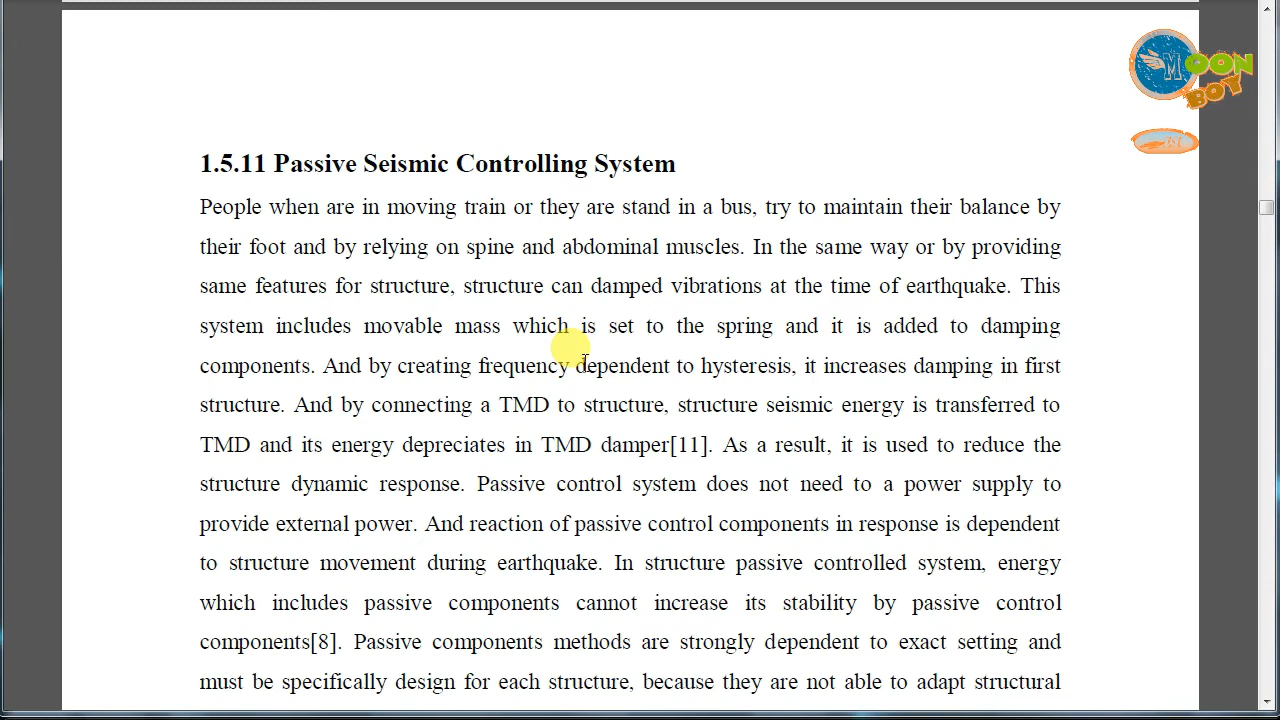 M OON
BOY
1.5.11 Passive Seismic Controlling System
People when are in moving train or they are stand in a bus, try to maintain their balance by
their foot and by relying on spine and abdominal muscles. In the same way or by providing
same features for structure, structure can damped vibrations at the time of earthquake. This
system includes movable mass which is set to the spring and it is added to damping
components. And by creating frequency dependent to hysteresis, it increases damping in first
structure. And by connecting a TMD to structure, structure seismic energy is transferred to
TMD and its energy depreciates in TMD damper[11]. As a result, it is used to reduce the
structure dynamic response. Passive control system does not need to a power supply to
provide external power. And reaction of passive control components in response is dependent
to structure movement during earthquake. In structure passive controlled system, energy
which includes passive components cannot increase its stability by passive control
components[8]. Passive components methods are strongly dependent to exact setting and
must be specifically design for each structure, because they are not able to adapt structural